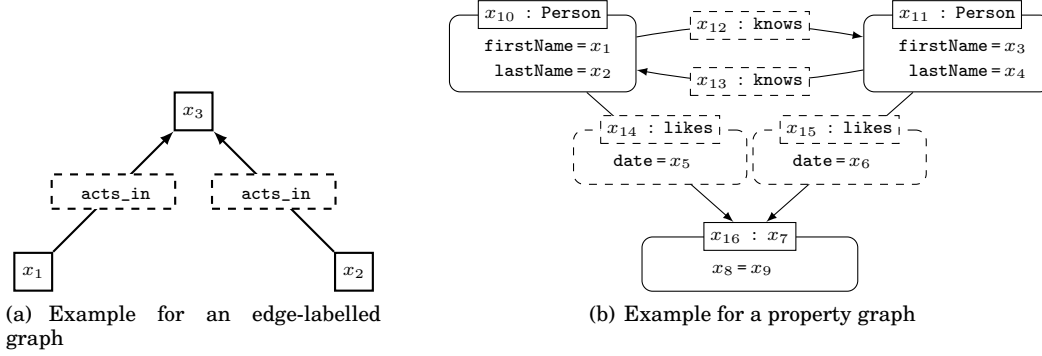 x₃
acts_in acts_in
x₁ x₂
(a) Example for an edge-labelled
graph
x₁₀ : Person x₁₂ : knows x₁₁ : Person
firstName = x₁ firstName = x₃
lastName = x₂ x₁₃ : knows lastName = x₄
x₁₄ : likes x₁₅ : likes
date = x₅ date = x₆
x₁₆ : x₇
x₈ = x₉
(b) Example for a property graph